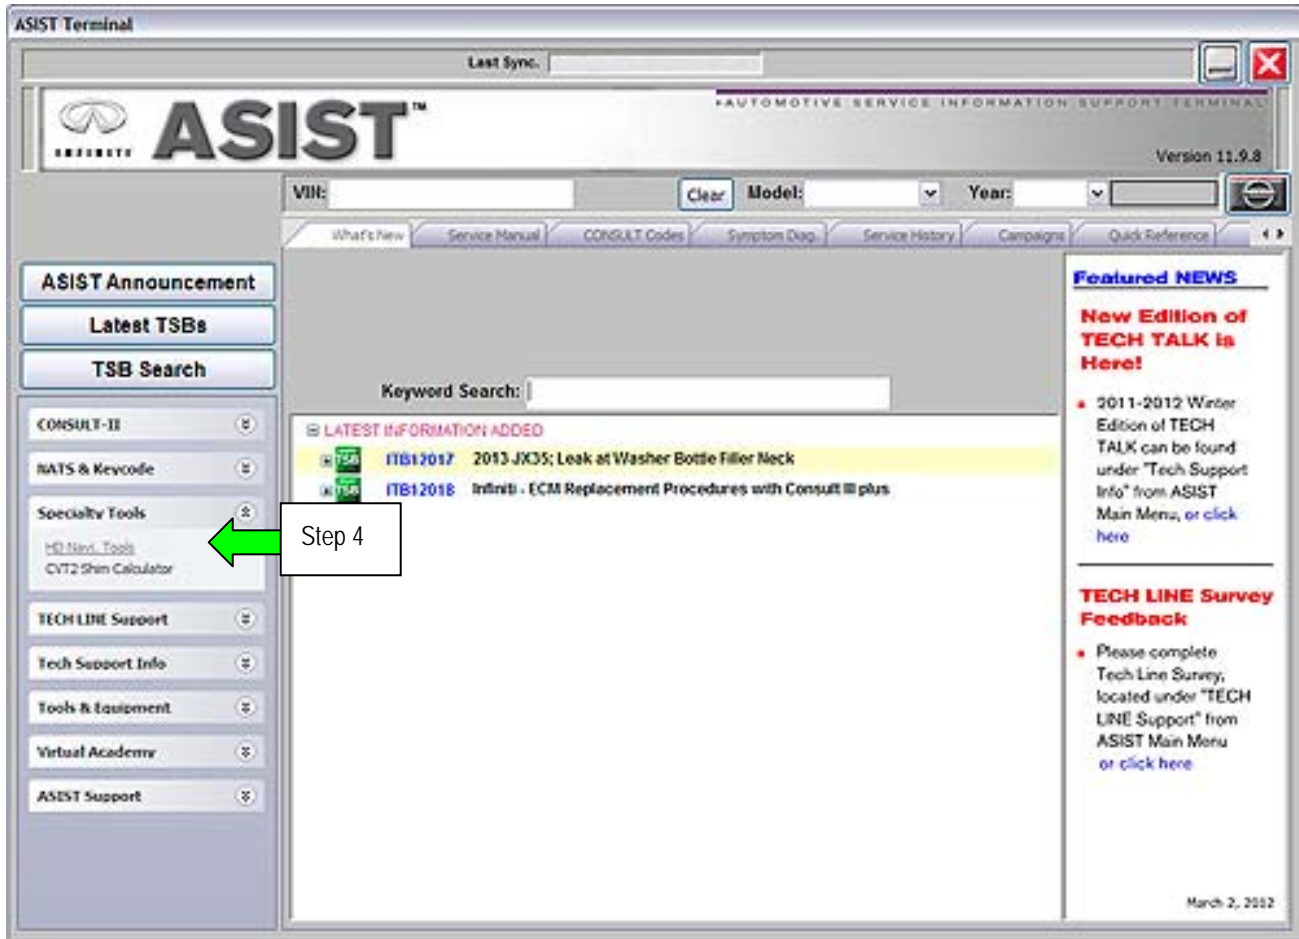 ASIST Terminal
Last Sync.
INFINITI
ASIST™
•AUTOMOTIVE SERVICE INFORMATION SUPPORT TERMINAL
Version 11.9.8
VIN:
Clear
Model:
Year:
What's New
Service Manual
CONSULT Codes
Symptom Diag.
Service History
Campaigns
Quick Reference
ASIST Announcement
Latest TSBs
TSB Search
CONSULT-II
NATS & Keycode
Specialty Tools
HD Navi. Tools
CVT2 Shim Calculator
TECH LINE Support
Tech Support Info
Tools & Equipment
Virtual Academy
ASIST Support
Step 4
Keyword Search:
LATEST INFORMATION ADDED
TSB ITB12017 2013 JX35; Leak at Washer Bottle Filler Neck
TSB ITB12018 Infiniti - ECM Replacement Procedures with Consult III plus
Featured NEWS
New Edition of
TECH TALK is
Here!
2011-2012 Winter
Edition of TECH
TALK can be found
under "Tech Support
Info" from ASIST
Main Menu, or click
here
TECH LINE Survey
Feedback
Please complete
Tech Line Survey,
located under "TECH
LINE Support" from
ASIST Main Menu
or click here
March 2, 2012